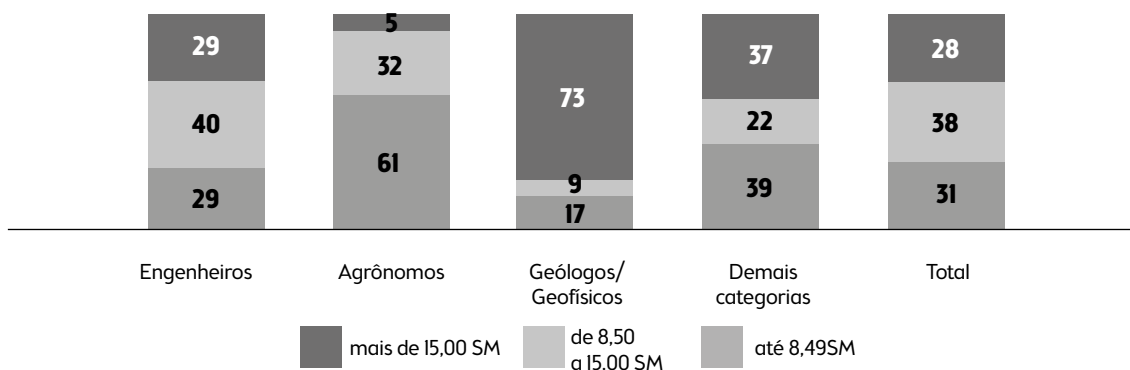 29
40
29
5
32
61
73
9
17
37
22
39
28
38
31
Engenheiros
Agrônomos
Geólogos/
Geofísicos
Demais
categorias
Total
mais de 15,00 SM
de 8,50
a 15,00 SM
até 8,49SM